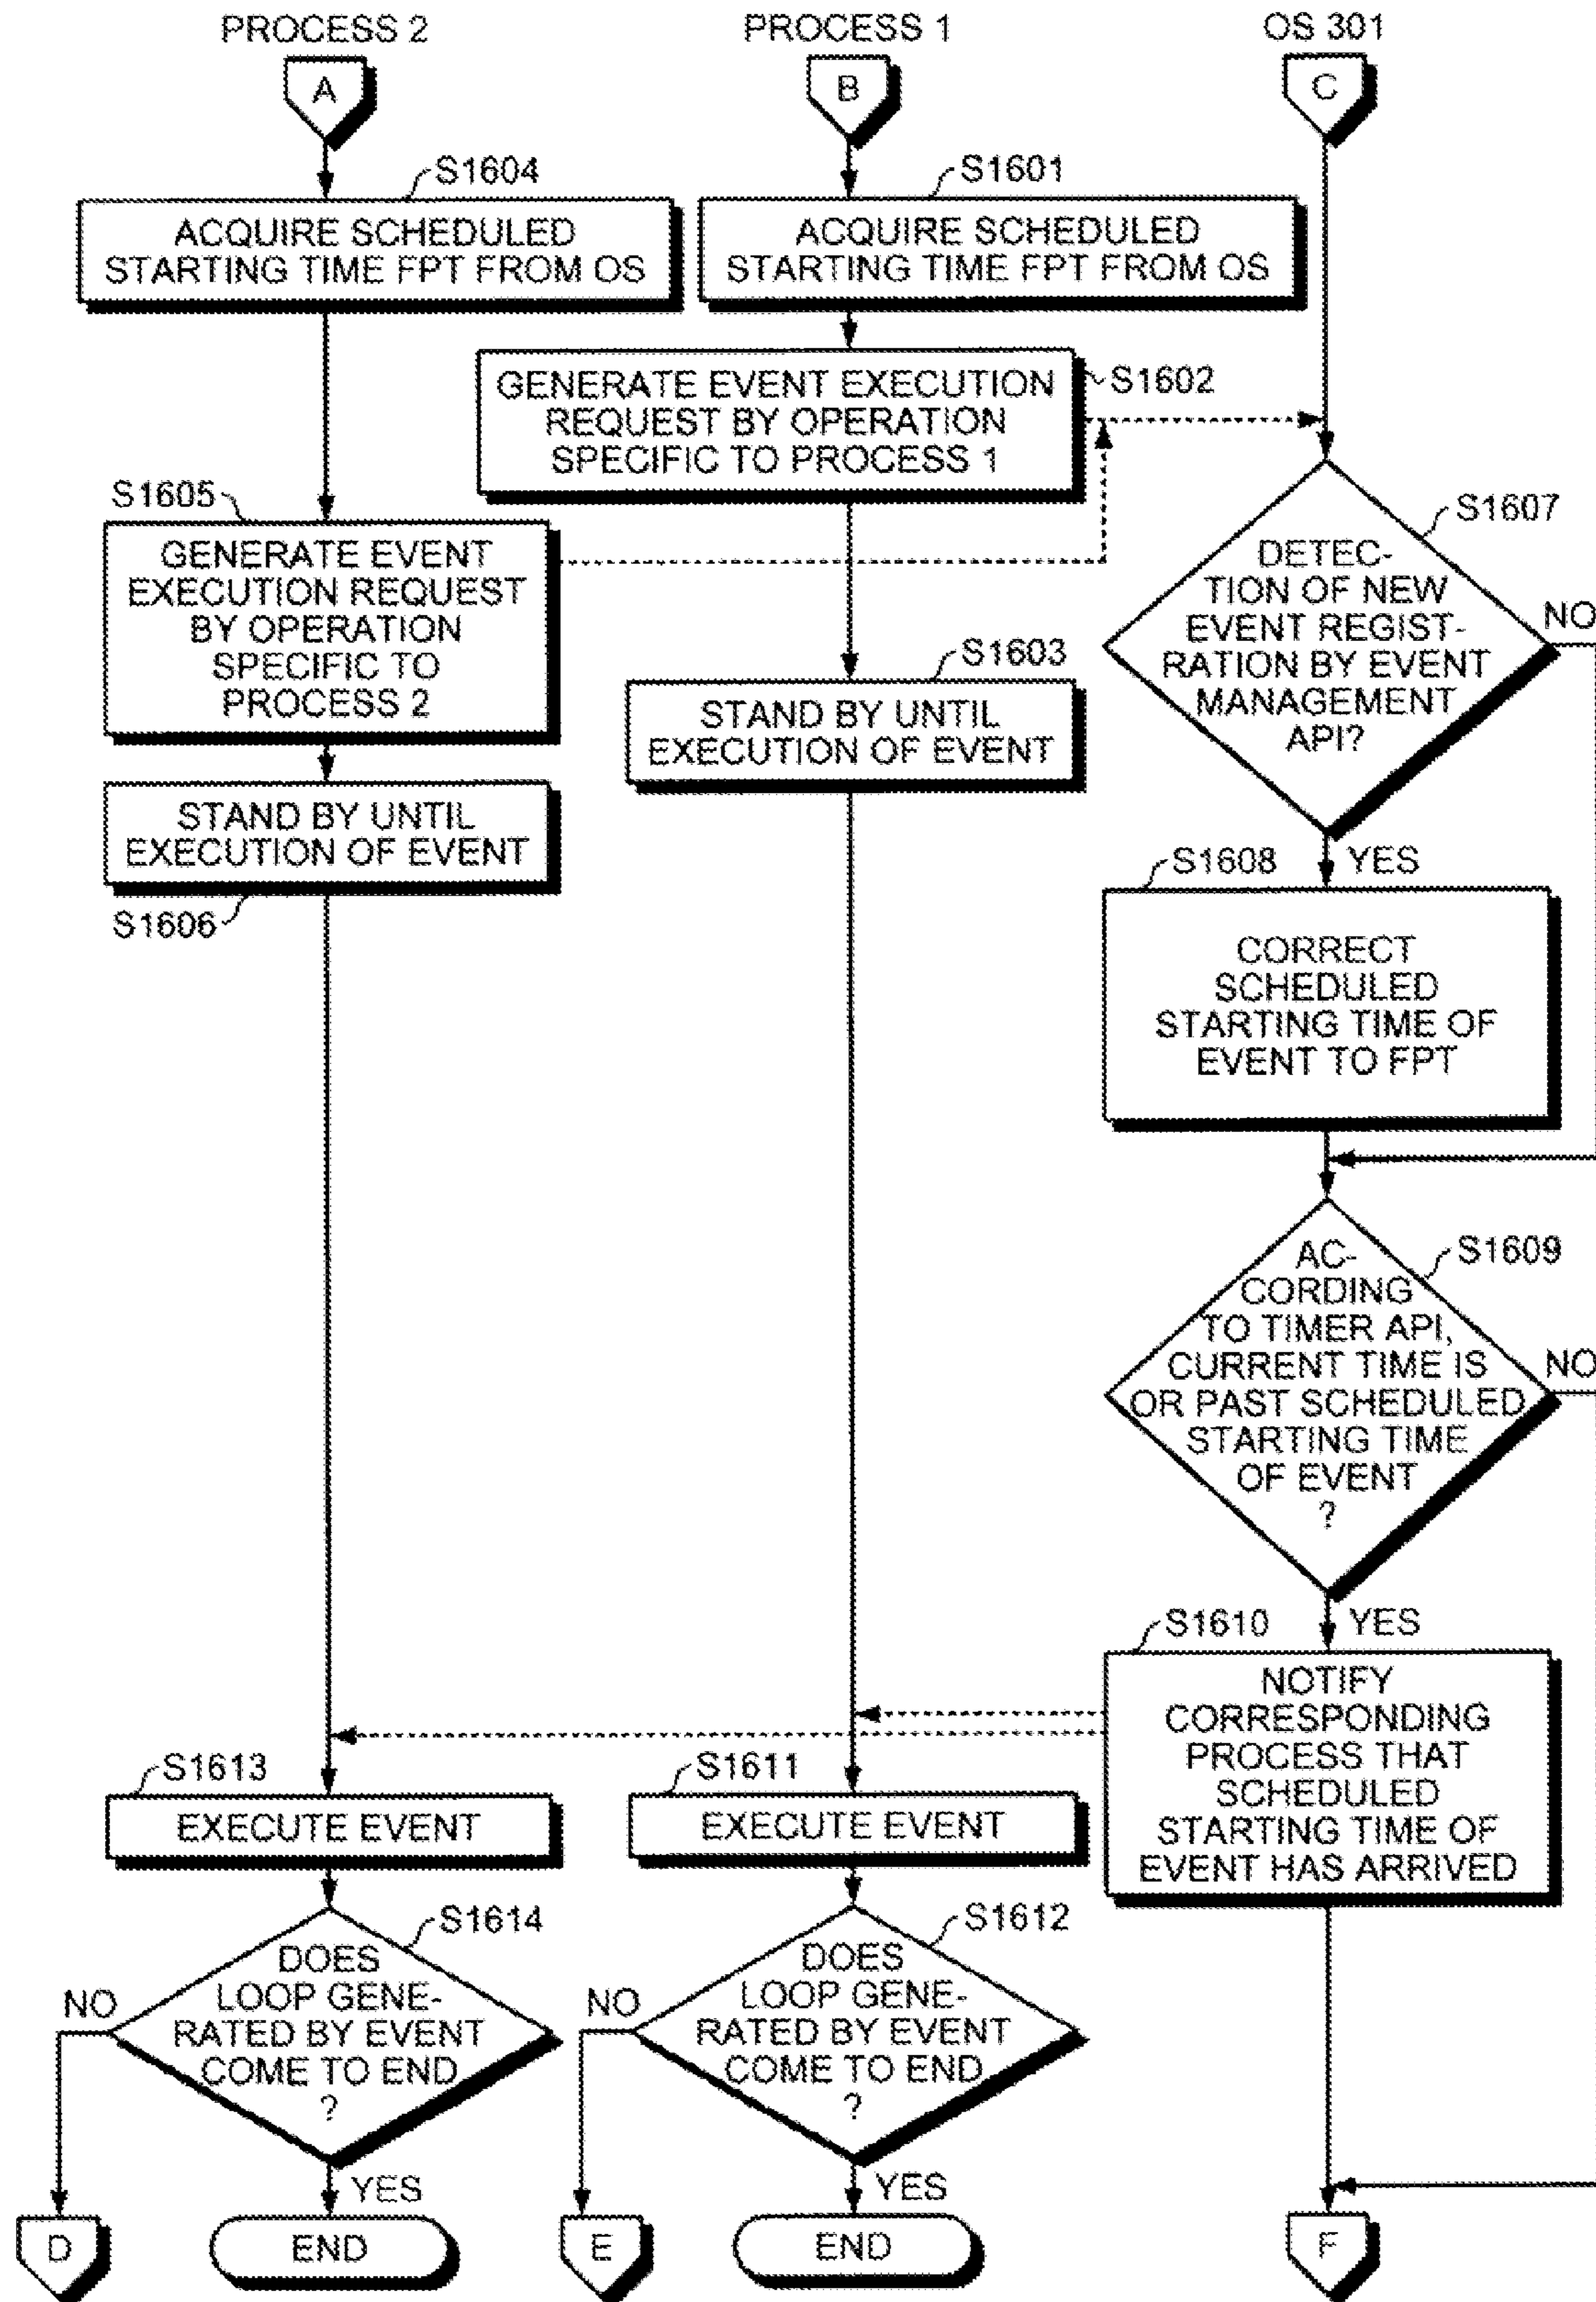 PROCESS 2
PROCESS 1
OS 301
A
B
C
S1604
ACQUIRE SCHEDULED
STARTING TIME FPT FROM OS
S1601
ACQUIRE SCHEDULED
STARTING TIME FPT FROM OS
GENERATE EVENT EXECUTION
REQUEST BY OPERATION
SPECIFIC TO PROCESS 1
S1602
S1605
GENERATE EVENT
EXECUTION REQUEST
BY OPERATION
SPECIFIC TO
PROCESS 2
S1607
DETEC-
TION OF NEW
EVENT REGIST-
RATION BY EVENT
MANAGEMENT
API?
NO
S1603
STAND BY UNTIL
EXECUTION OF EVENT
STAND BY UNTIL
EXECUTION OF EVENT
S1606
YES
S1608
CORRECT
SCHEDULED
STARTING TIME OF
EVENT TO FPT
S1609
AC-
CORDING
TO TIMER API,
CURRENT TIME IS
OR PAST SCHEDULED
STARTING TIME
OF EVENT
?
NO
YES
S1610
NOTIFY
CORRESPONDING
PROCESS THAT
SCHEDULED
STARTING TIME OF
EVENT HAS ARRIVED
S1613
EXECUTE EVENT
S1611
EXECUTE EVENT
S1614
DOES
LOOP GENE-
RATED BY EVENT
COME TO END
?
NO
YES
S1612
DOES
LOOP GENE-
RATED BY EVENT
COME TO END
?
NO
YES
D
END
E
END
F